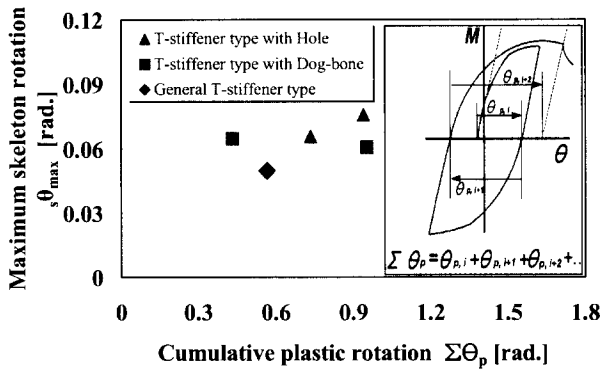 Maximum skeleton rotation
sθmax [rad.]
0.12
0.09
0.06
0.03
0
T-stiffener type with Hole
T-stiffener type with Dog-bone
General T-stiffener type
M
θp,i+2
θp,i
θ
θp,i+1
Σ θp=θp,i+θp,i+1+θp,i+2+..
0 0.3 0.6 0.9 1.2 1.5 1.8
Cumulative plastic rotation ΣΘp [rad.]